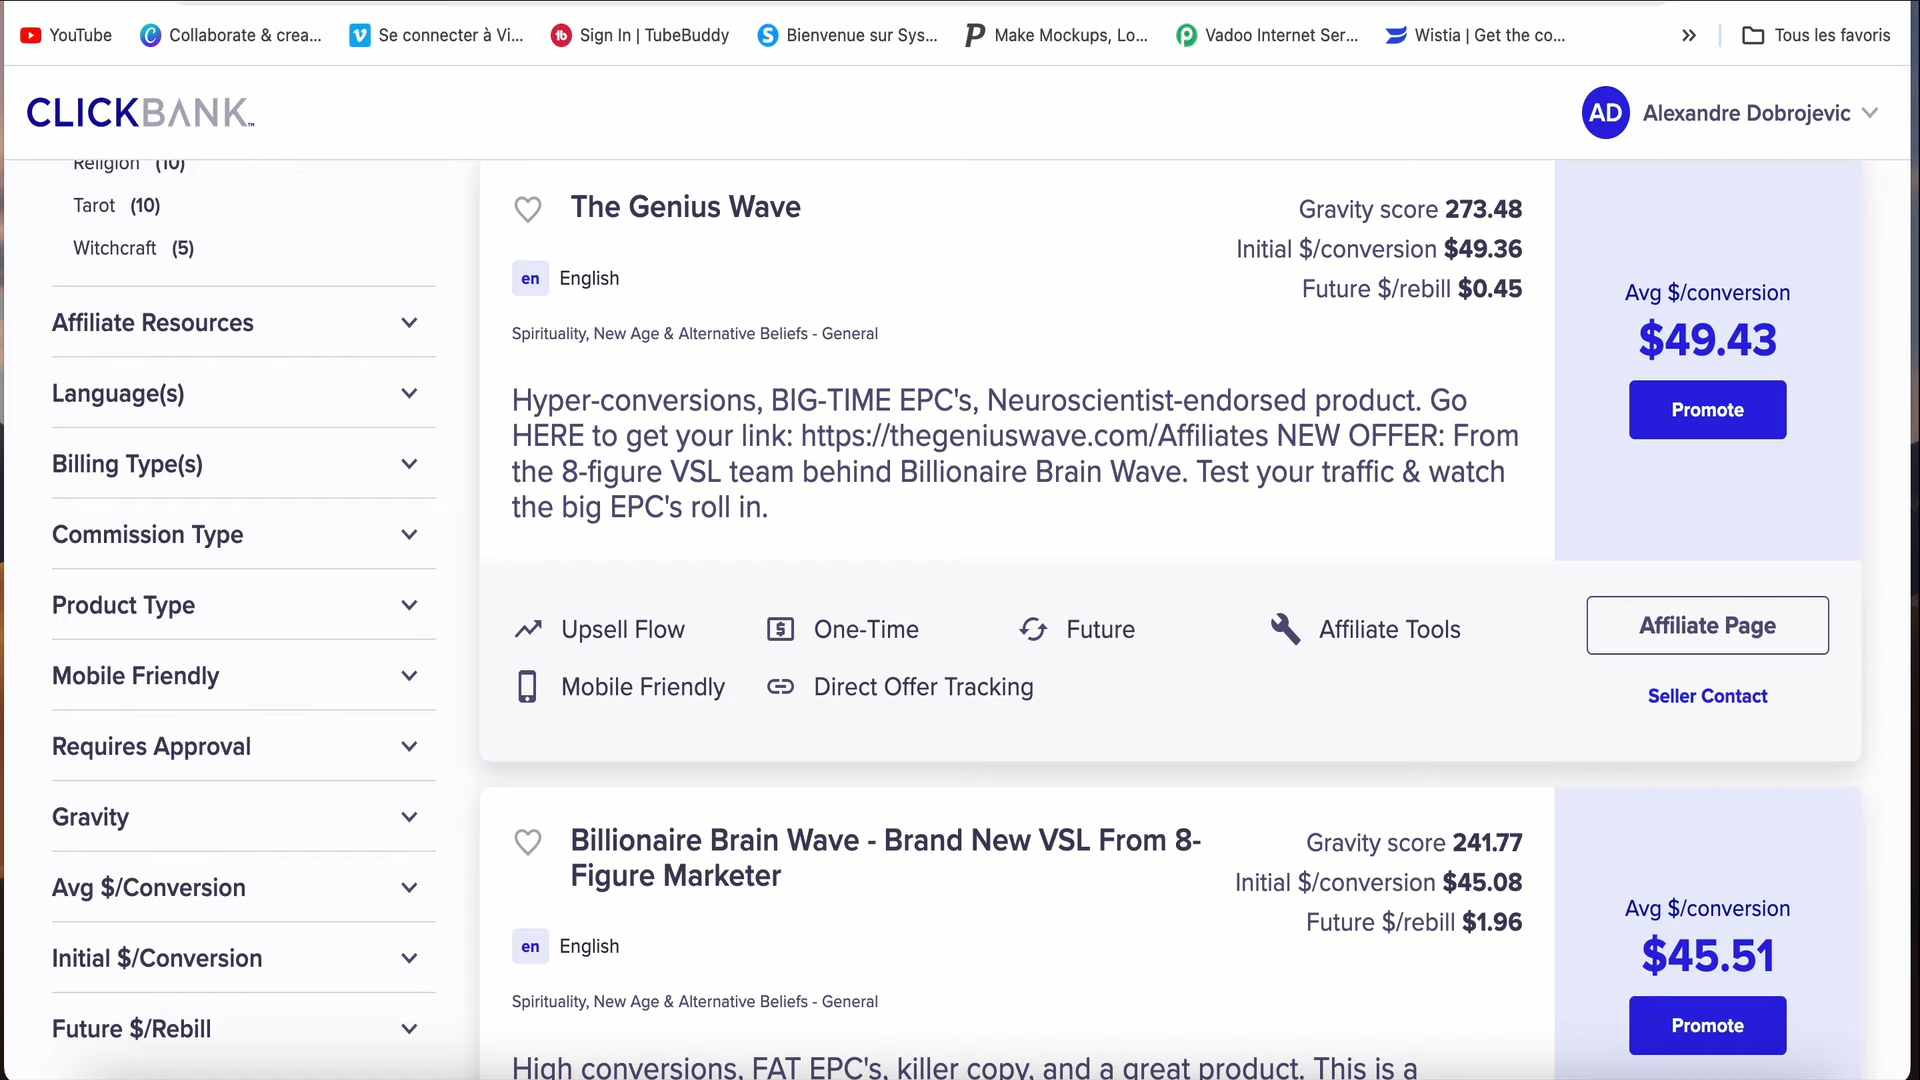 YouTube
Collaborate & crea...
Se connecter à Vi...
Sign In | TubeBuddy
Bienvenue sur Sys...
Make Mockups, Lo...
Vadoo Internet Ser...
Wistia | Get the co...
Tous les favoris
CLICKBANK™
AD
Alexandre Dobrojevic
Religion (10)
Tarot (10)
Witchcraft (5)
Affiliate Resources
Language(s)
Billing Type(s)
Commission Type
Product Type
Mobile Friendly
Requires Approval
Gravity
Avg $/Conversion
Initial $/Conversion
Future $/Rebill
The Genius Wave
Gravity score 273.48
Initial $/conversion $49.36
Future $/rebill $0.45
en English
Spirituality, New Age & Alternative Beliefs - General
Hyper-conversions, BIG-TIME EPC's, Neuroscientist-endorsed product. Go
HERE to get your link: https://thegeniuswave.com/Affiliates NEW OFFER: From
the 8-figure VSL team behind Billionaire Brain Wave. Test your traffic & watch
the big EPC's roll in.
Avg $/conversion
$49.43
Promote
Upsell Flow
One-Time
Future
Affiliate Tools
Mobile Friendly
Direct Offer Tracking
Affiliate Page
Seller Contact
Billionaire Brain Wave - Brand New VSL From 8-
Figure Marketer
Gravity score 241.77
Initial $/conversion $45.08
Future $/rebill $1.96
en English
Spirituality, New Age & Alternative Beliefs - General
High conversions, FAT EPC's, killer copy, and a great product. This is a
Avg $/conversion
$45.51
Promote